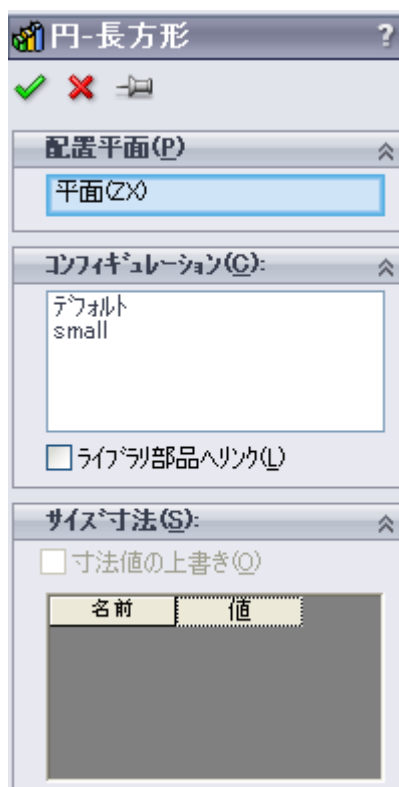 円-長方形 ?
配置平面(P)
平面(ZX)
コンフィギュレーション(C):
デフォルト
small
ライブラリ部品へリンク(L)
サイズ寸法(S):
寸法値の上書き(O)
名前 値